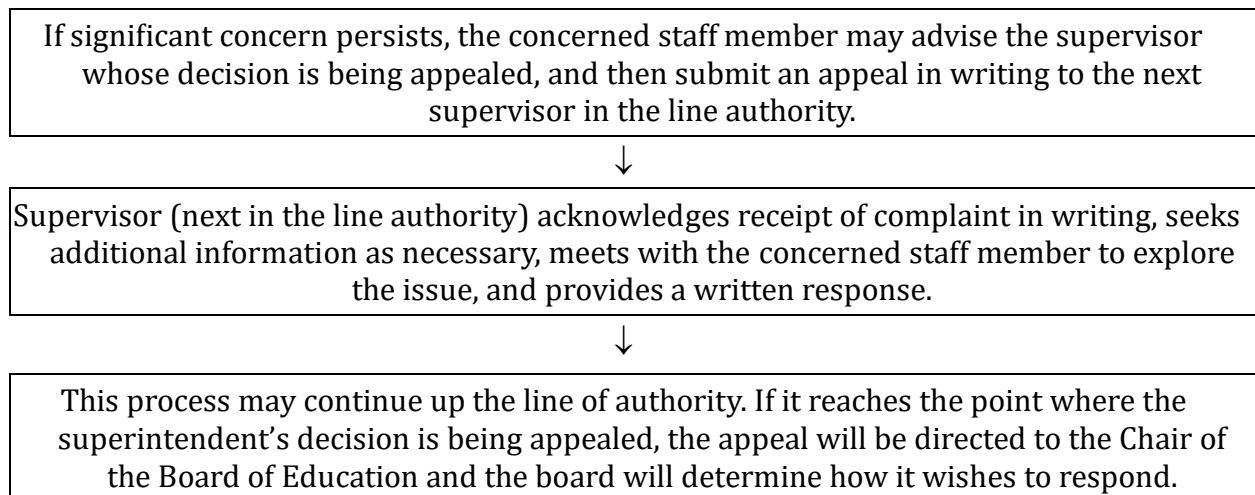 If significant concern persists, the concerned staff member may advise the supervisor
whose decision is being appealed, and then submit an appeal in writing to the next
supervisor in the line authority.
↓
Supervisor (next in the line authority) acknowledges receipt of complaint in writing, seeks
additional information as necessary, meets with the concerned staff member to explore
the issue, and provides a written response.
↓
This process may continue up the line of authority. If it reaches the point where the
superintendent’s decision is being appealed, the appeal will be directed to the Chair of
the Board of Education and the board will determine how it wishes to respond.